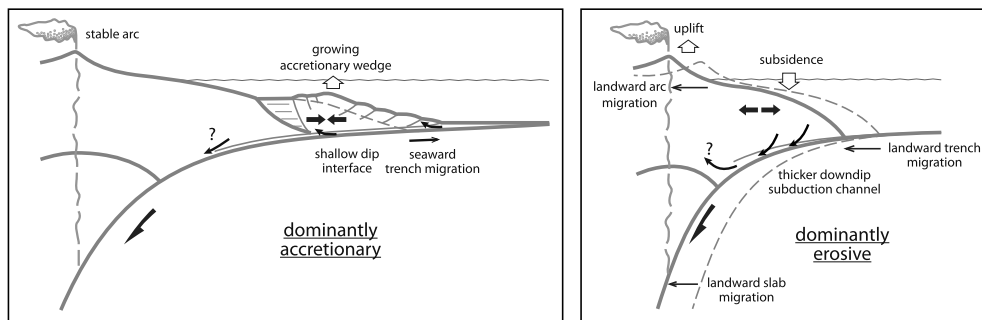 stable arc
growing
accretionary wedge
?
shallow dip
interface
seaward
trench migration
dominantly
accretionary
uplift
subsidence
landward arc
migration
?
landward trench
migration
thicker downdip
subduction channel
dominantly
erosive
landward slab
migration